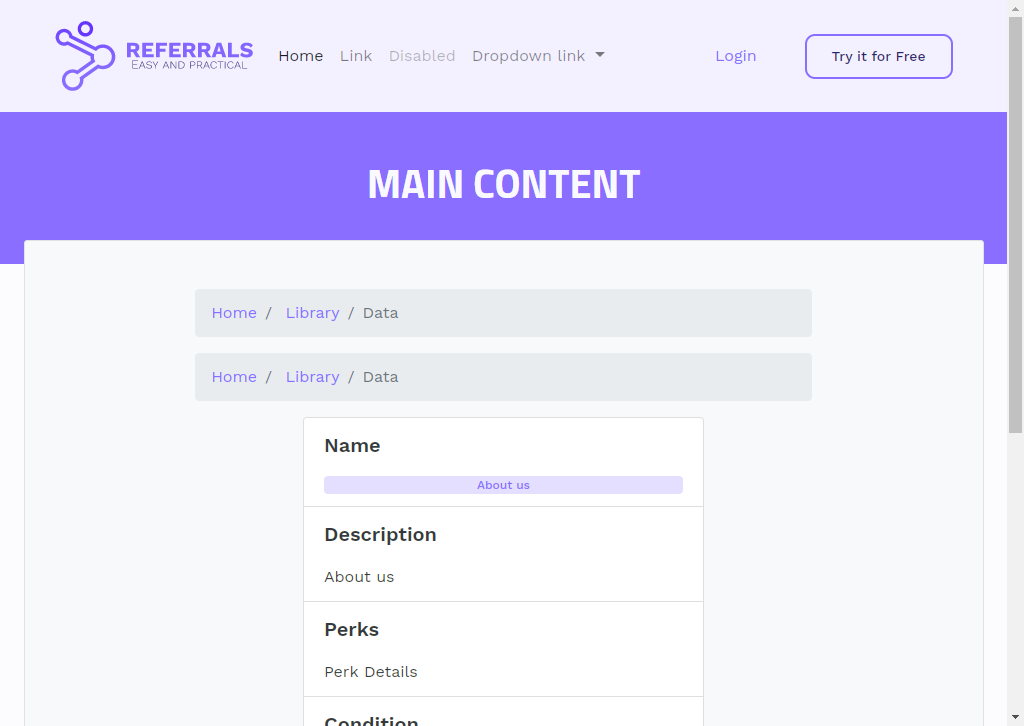 REFERRALS
EASY AND PRACTICAL
Home Link Disabled Dropdown link Login Try it for Free
MAIN CONTENT
Home / Library / Data
Home / Library / Data
Name
About us
Description
About us
Perks
Perk Details
Condition